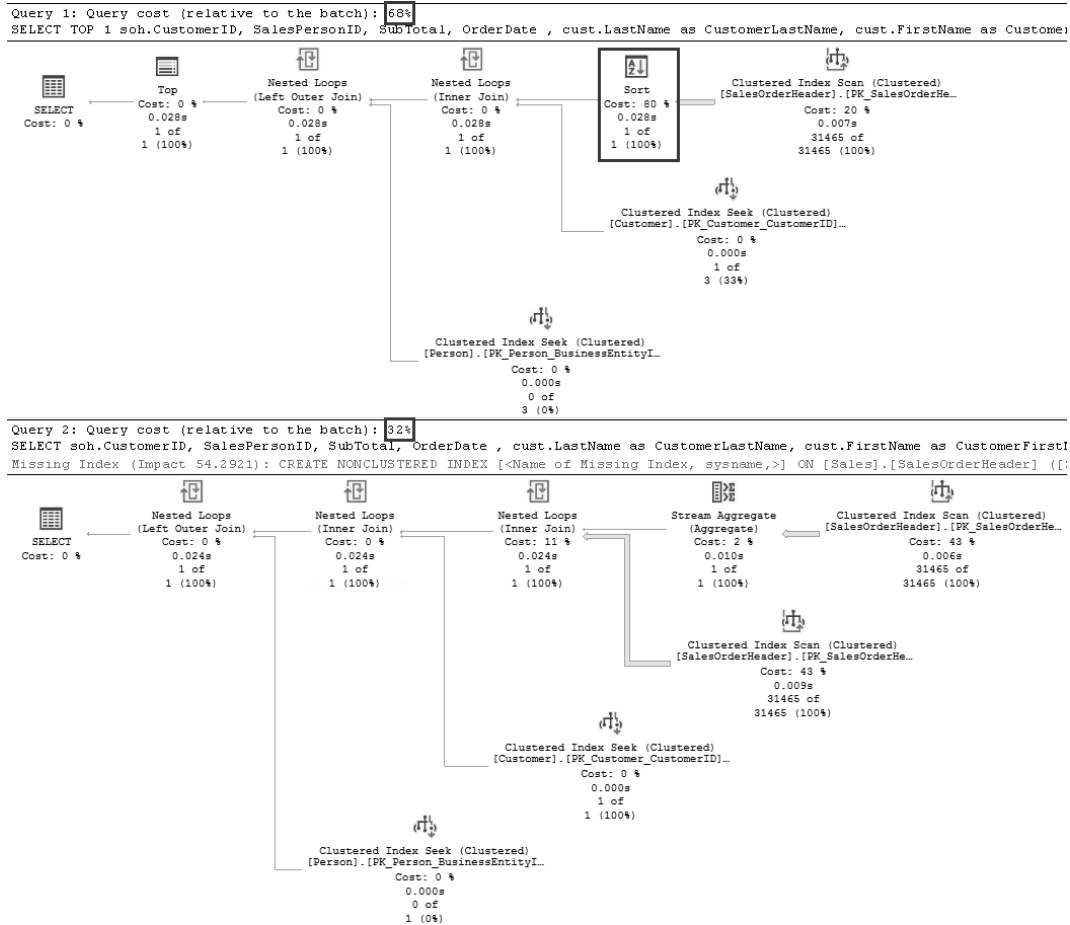 Query 1: Query cost (relative to the batch): 68%
SELECT TOP 1 soh.CustomerID, SalesPersonID, SubTotal, OrderDate , cust.LastName as CustomerLastName, cust.FirstName as Customer
SELECT
Cost: 0 %
Top
Cost: 0 %
0.028s
1 of
1 (100%)
Nested Loops
(Left Outer Join)
Cost: 0 %
0.028s
1 of
1 (100%)
Nested Loops
(Inner Join)
Cost: 0 %
0.028s
1 of
1 (100%)
Sort
Cost: 80 %
0.028s
1 of
1 (100%)
Clustered Index Scan (Clustered)
[SalesOrderHeader].[PK_SalesOrderHe…
Cost: 20 %
0.007s
31465 of
31465 (100%)
Clustered Index Seek (Clustered)
[Customer].[PK_Customer_CustomerID]…
Cost: 0 %
0.000s
1 of
3 (33%)
Clustered Index Seek (Clustered)
[Person].[PK_Person_BusinessEntityI…
Cost: 0 %
0.000s
0 of
3 (0%)
Query 2: Query cost (relative to the batch): 32%
SELECT soh.CustomerID, SalesPersonID, SubTotal, OrderDate , cust.LastName as CustomerLastName, cust.FirstName as CustomerFirst
Missing Index (Impact 54.2921): CREATE NONCLUSTERED INDEX [<Name of Missing Index, sysname,>] ON [Sales].[SalesOrderHeader] ([
SELECT
Cost: 0 %
Nested Loops
(Left Outer Join)
Cost: 0 %
0.024s
1 of
1 (100%)
Nested Loops
(Inner Join)
Cost: 0 %
0.024s
1 of
1 (100%)
Nested Loops
(Inner Join)
Cost: 11 %
0.024s
1 of
1 (100%)
Stream Aggregate
(Aggregate)
Cost: 2 %
0.010s
1 of
1 (100%)
Clustered Index Scan (Clustered)
[SalesOrderHeader].[PK_SalesOrderHe…
Cost: 43 %
0.006s
31465 of
31465 (100%)
Clustered Index Scan (Clustered)
[SalesOrderHeader].[PK_SalesOrderHe…
Cost: 43 %
0.009s
31465 of
31465 (100%)
Clustered Index Seek (Clustered)
[Customer].[PK_Customer_CustomerID]…
Cost: 0 %
0.000s
1 of
1 (100%)
Clustered Index Seek (Clustered)
[Person].[PK_Person_BusinessEntityI…
Cost: 0 %
0.000s
0 of
1 (0%)